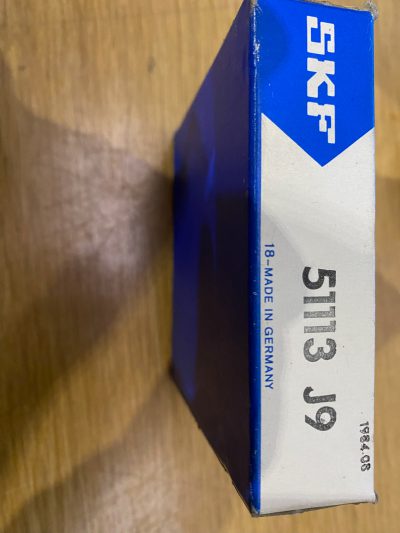 SKF
18-MADE IN GERMANY
51113 J9
1984.08